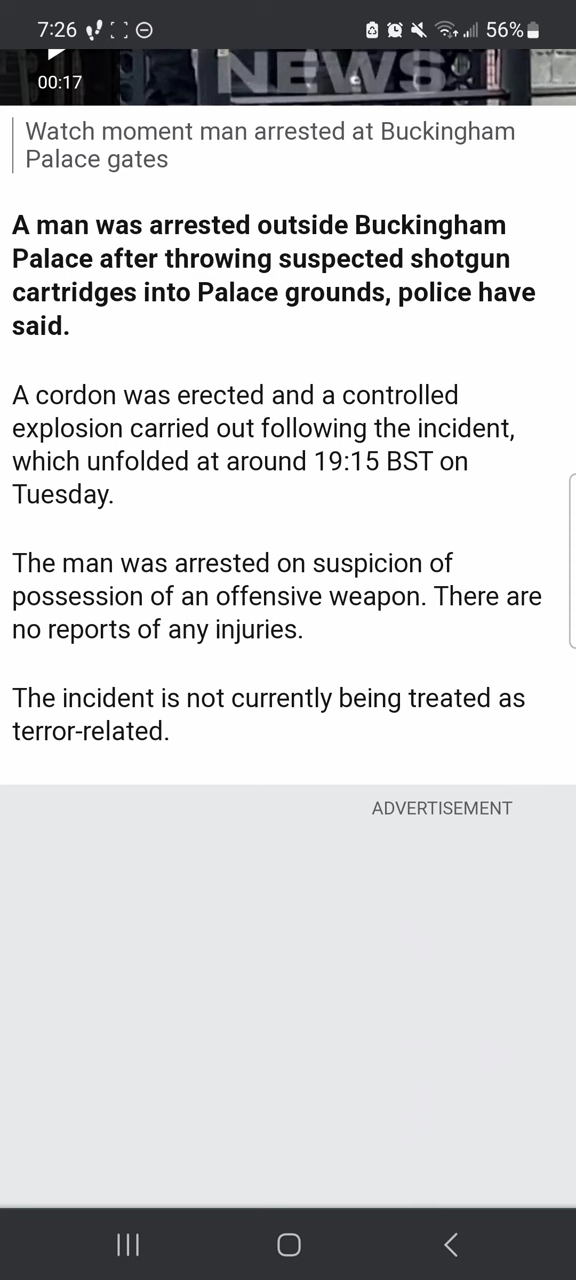 7:26
56%
NEWS
00:17
Watch moment man arrested at Buckingham
Palace gates
A man was arrested outside Buckingham
Palace after throwing suspected shotgun
cartridges into Palace grounds, police have
said.
A cordon was erected and a controlled
explosion carried out following the incident,
which unfolded at around 19:15 BST on
Tuesday.
The man was arrested on suspicion of
possession of an offensive weapon. There are
no reports of any injuries.
The incident is not currently being treated as
terror-related.
ADVERTISEMENT